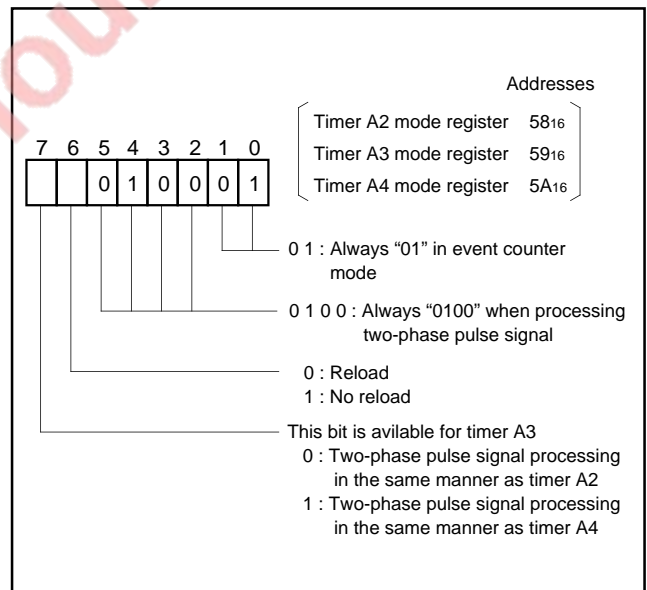 Addresses
Timer A2 mode register 5816
Timer A3 mode register 5916
Timer A4 mode register 5A16
7 6 5 4 3 2 1 0
0 1 0 0 0 1
0 1 : Always “01” in event counter
mode
0 1 0 0 : Always “0100” when processing
two-phase pulse signal
0 : Reload
1 : No reload
This bit is avilable for timer A3
0 : Two-phase pulse signal processing
in the same manner as timer A2
1 : Two-phase pulse signal processing
in the same manner as timer A4